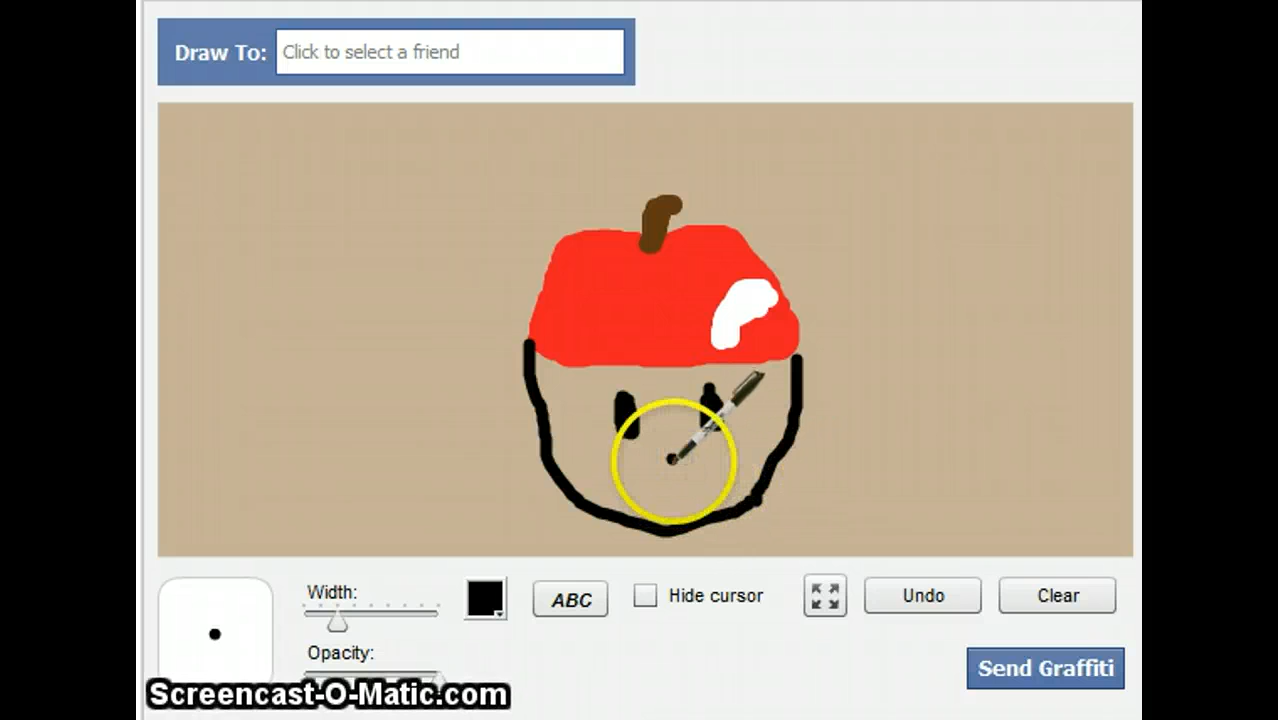 Draw To: Click to select a friend
Width:
ABC
Hide cursor
Undo
Clear
Opacity:
Send Graffiti
Screencast-O-Matic.com